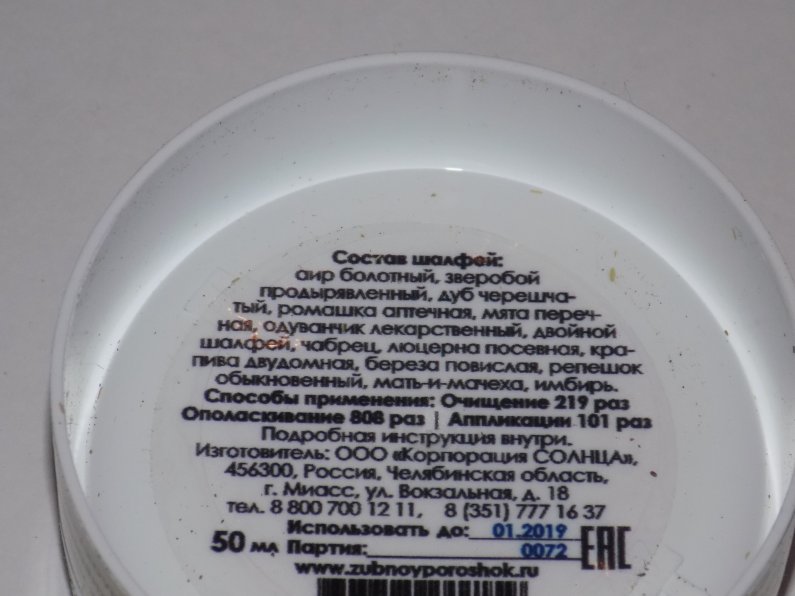 Состав шалфей:
аир болотный, зверобой
продырявленный, дуб черешча-
тый, ромашка аптечная, мята переч-
ная, одуванчик лекарственный, двойной
шалфей, чабрец, люцерна посевная, кра-
пива двудомная, береза повислая, репешок
обыкновенный, мать-и-мачеха, имбирь.
Способы применения: Очищение 219 раз
Ополаскивание 808 раз | Аппликации 101 раз
Подробная инструкция внутри.
Изготовитель: ООО «Корпорация СОЛНЦА»,
456300, Россия, Челябинская область,
г. Миасс, ул. Вокзальная, д. 18
тел. 8 800 700 12 11, 8 (351) 777 16 37
Использовать до: 01.2019
50 мл Партия: 0072 EAC
www.zubnoyporoshok.ru